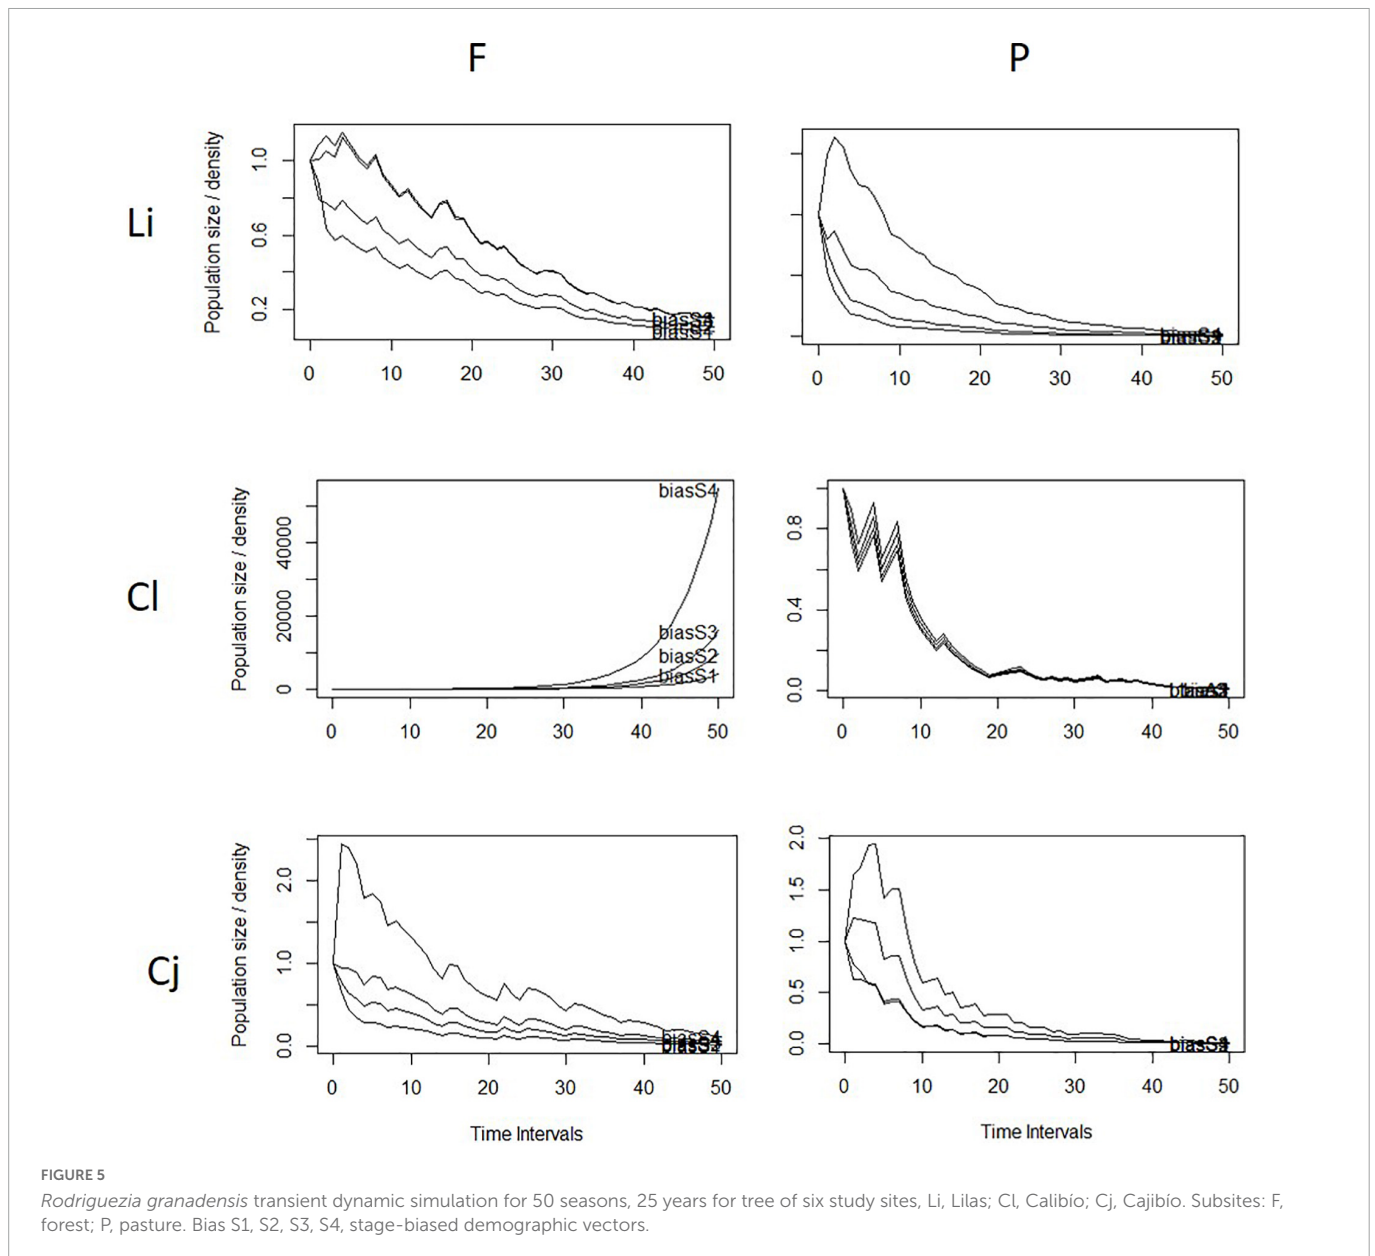 F
P
Li
Population size / density
1.0
0.6
0.2
0 10 20 30 40 50
0 10 20 30 40 50
Cl
Population size / density
40000
20000
0
biasS4
biasS3
biasS2
biasS1
0 10 20 30 40 50
0.8
0.4
0.0
0 10 20 30 40 50
Cj
Population size / density
2.0
1.0
0.0
0 10 20 30 40 50
Time Intervals
2.0
1.5
1.0
0.5
0.0
0 10 20 30 40 50
Time Intervals
FIGURE 5
Rodriguezia granadensis transient dynamic simulation for 50 seasons, 25 years for tree of six study sites, Li, Lilas; Cl, Calibío; Cj, Cajibío. Subsites: F,
forest; P, pasture. Bias S1, S2, S3, S4, stage-biased demographic vectors.